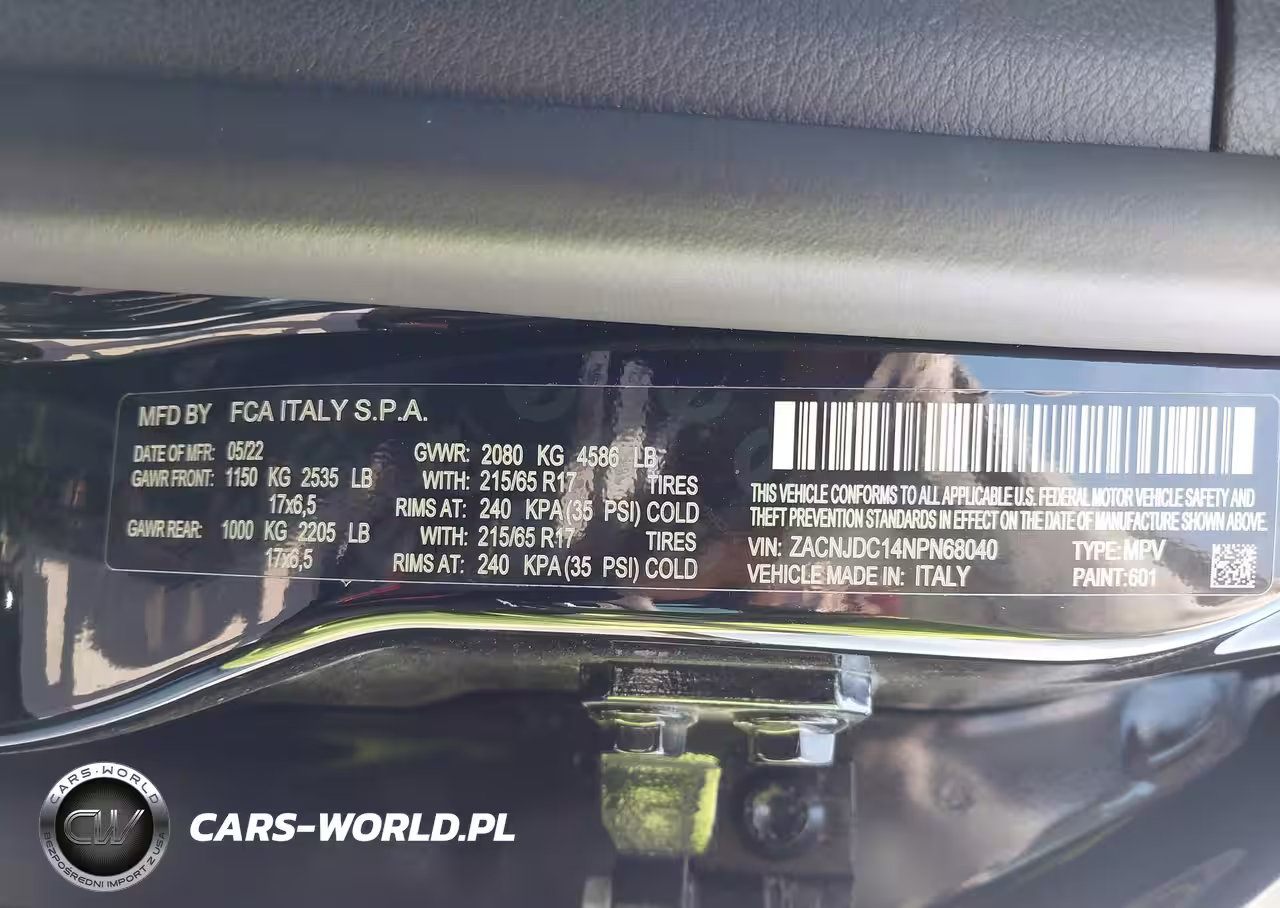 MFD BY FCA ITALY S.P.A.
DATE OF MFR: 05/22
GAWR FRONT: 1150 KG 2535 LB
17x6,5
GAWR REAR: 1000 KG 2205 LB
17x6,5
GVWR: 2080 KG 4586 LB
WITH: 215/65 R17 TIRES
RIMS AT: 240 KPA(35 PSI) COLD
WITH: 215/65 R17 TIRES
RIMS AT: 240 KPA(35 PSI) COLD
THIS VEHICLE CONFORMS TO ALL APPLICABLE U.S. FEDERAL MOTOR VEHICLE SAFETY AND
THEFT PREVENTION STANDARDS IN EFFECT ON THE DATE OF MANUFACTURE SHOWN ABOVE.
VIN: ZACNJDC14NPN68040 TYPE: MPV
VEHICLE MADE IN: ITALY PAINT: 601
CARS-WORLD
CW
BEZPOŚREDNI IMPORT Z USA
CARS-WORLD.PL